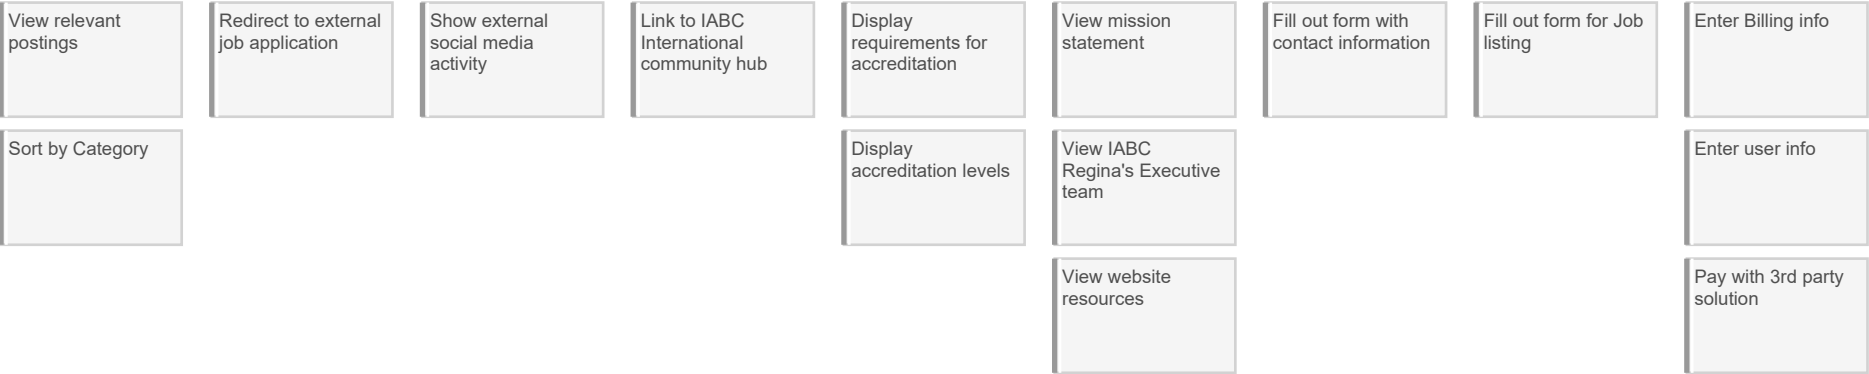 View relevant
postings
Redirect to external
job application
Show external
social media
activity
Link to IABC
International
community hub
Display
requirements for
accreditation
View mission
statement
Fill out form with
contact information
Fill out form for Job
listing
Enter Billing info
Sort by Category
Display
accreditation levels
View IABC
Regina's Executive
team
Enter user info
View website
resources
Pay with 3rd party
solution